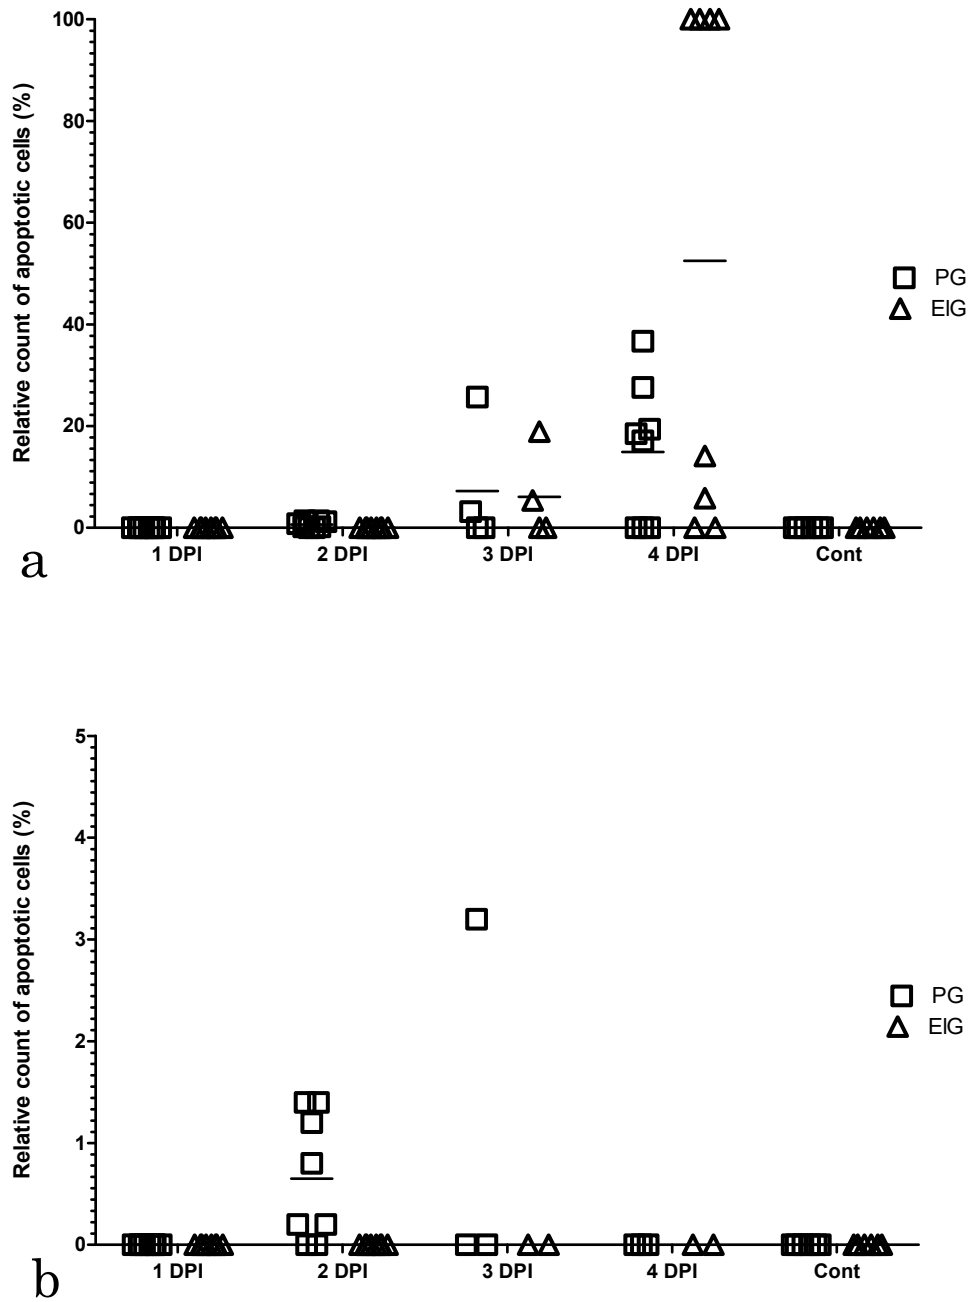 Relative count of apoptotic cells (%)
100
80
60
40
20
0
1 DPI 2 DPI 3 DPI 4 DPI Cont
PG
EIG
a
Relative count of apoptotic cells (%)
5
4
3
2
1
0
1 DPI 2 DPI 3 DPI 4 DPI Cont
PG
EIG
b